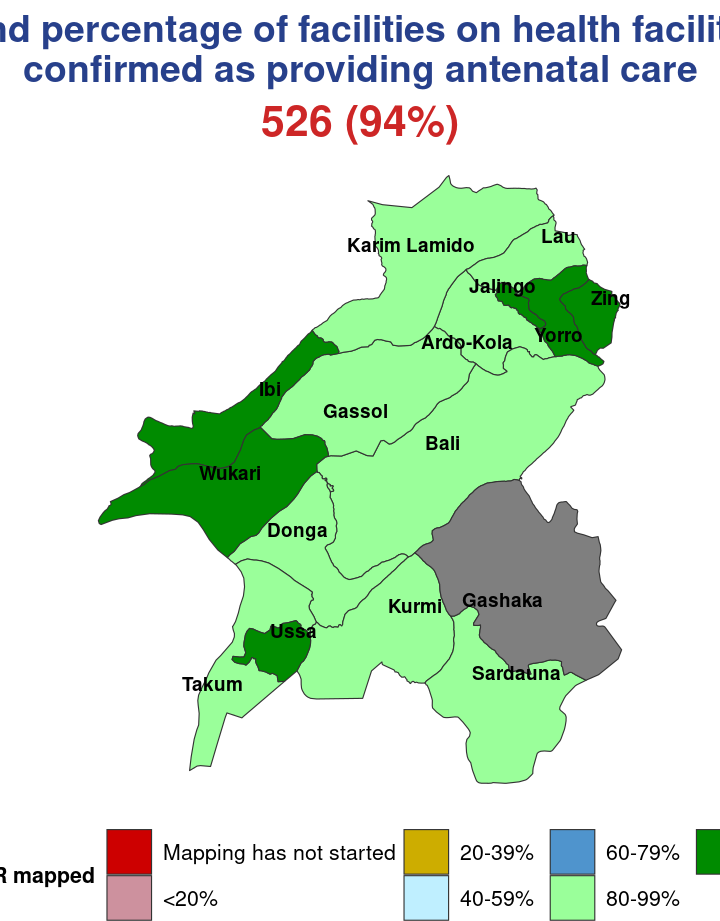 percentage of facilities on health
confirmed as providing antenatal care
526 (94%)
Karim Lamido
Lau
Jalingo
Zing
Yorro
Ardo-Kola
Ibi
Gassol
Bali
Wukari
Donga
Gashaka
Kurmi
Ussa
Sardauna
Takum
mapped
Mapping has not started
20-39%
60-79%
<20%
40-59%
80-99%